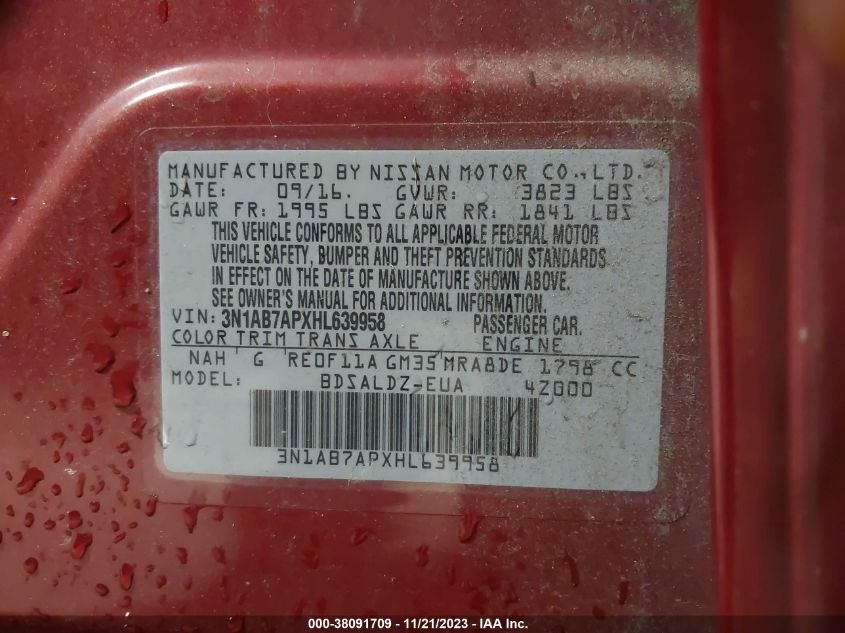 MANUFACTURED BY NISSAN MOTOR CO.,LTD.
DATE: 09/16. GVWR: 3823 LBS
GAWR FR: 1995 LBS GAWR RR: 1841 LBS
THIS VEHICLE CONFORMS TO ALL APPLICABLE FEDERAL MOTOR
VEHICLE SAFETY, BUMPER AND THEFT PREVENTION STANDARDS
IN EFFECT ON THE DATE OF MANUFACTURE SHOWN ABOVE.
SEE OWNER'S MANUAL FOR ADDITIONAL INFORMATION.
VIN: 3N1AB7APXHL639958 PASSENGER CAR.
COLOR TRIM TRANS AXLE ENGINE
NAH G RE0F11A GM35 MRA8DE 1798 CC
MODEL: BDSALDZ-EUA 4Z000
3N1AB7APXHL639958
000-38091709 - 11/21/2023 - IAA Inc.